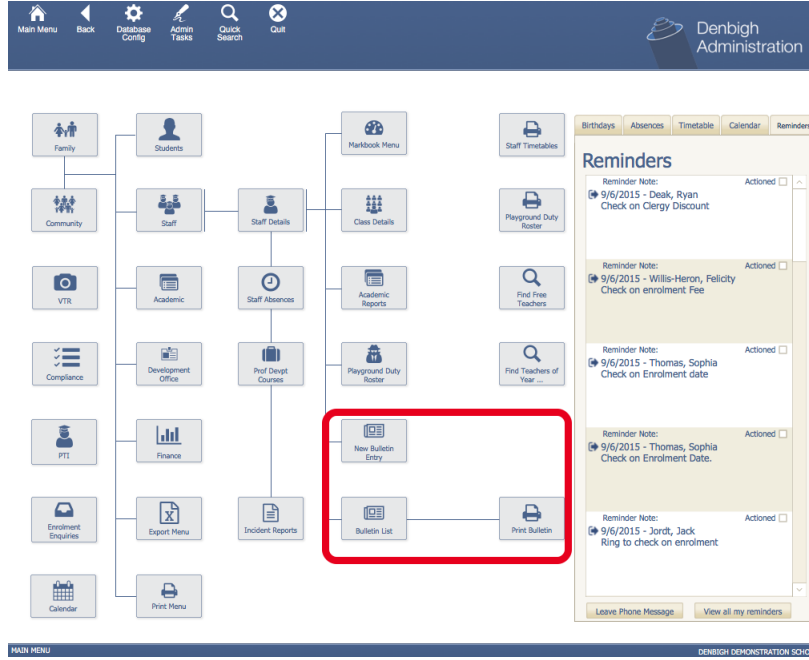 Main Menu
Back
Database
Config
Admin
Tasks
Quick
Search
Quit
Denbigh
Administration
Family
Students
Markbook Menu
Staff Timetables
Community
Staff
Staff Details
Class Details
Playground Duty
Roster
VTR
Academic
Staff Absences
Academic
Reports
Find Free
Teachers
Compliance
Development
Office
Prof Devpt
Courses
Playground Duty
Roster
Find Teachers of
Year ...
PTI
Finance
New Bulletin
Entry
Enrolment
Enquiries
Export Menu
Incident Reports
Bulletin List
Print Bulletin
Calendar
Print Menu
Birthdays Absences Timetable Calendar Reminders
Reminders
Reminder Note: Actioned
9/6/2015 - Deak, Ryan
Check on Clergy Discount
Reminder Note: Actioned
9/6/2015 - Willis-Heron, Felicity
Check on enrolment Fee
Reminder Note: Actioned
9/6/2015 - Thomas, Sophia
Check on Enrolment date
Reminder Note: Actioned
9/6/2015 - Thomas, Sophia
Check on Enrolment Date.
Reminder Note: Actioned
9/6/2015 - Jordt, Jack
Ring to check on enrolment
Leave Phone Message View all my reminders
MAIN MENU DENBIGH DEMONSTRATION SCHO